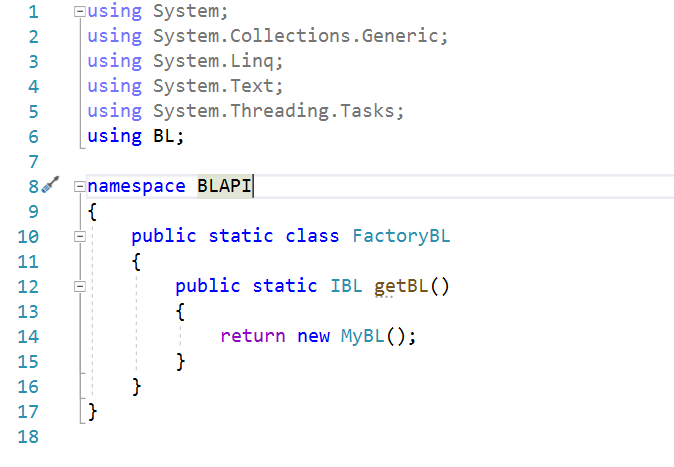 1 using System;
2 using System.Collections.Generic;
3 using System.Linq;
4 using System.Text;
5 using System.Threading.Tasks;
6 using BL;
7
8 namespace BLAPI
9 {
10 public static class FactoryBL
11 {
12 public static IBL getBL()
13 {
14 return new MyBL();
15 }
16 }
17 }
18